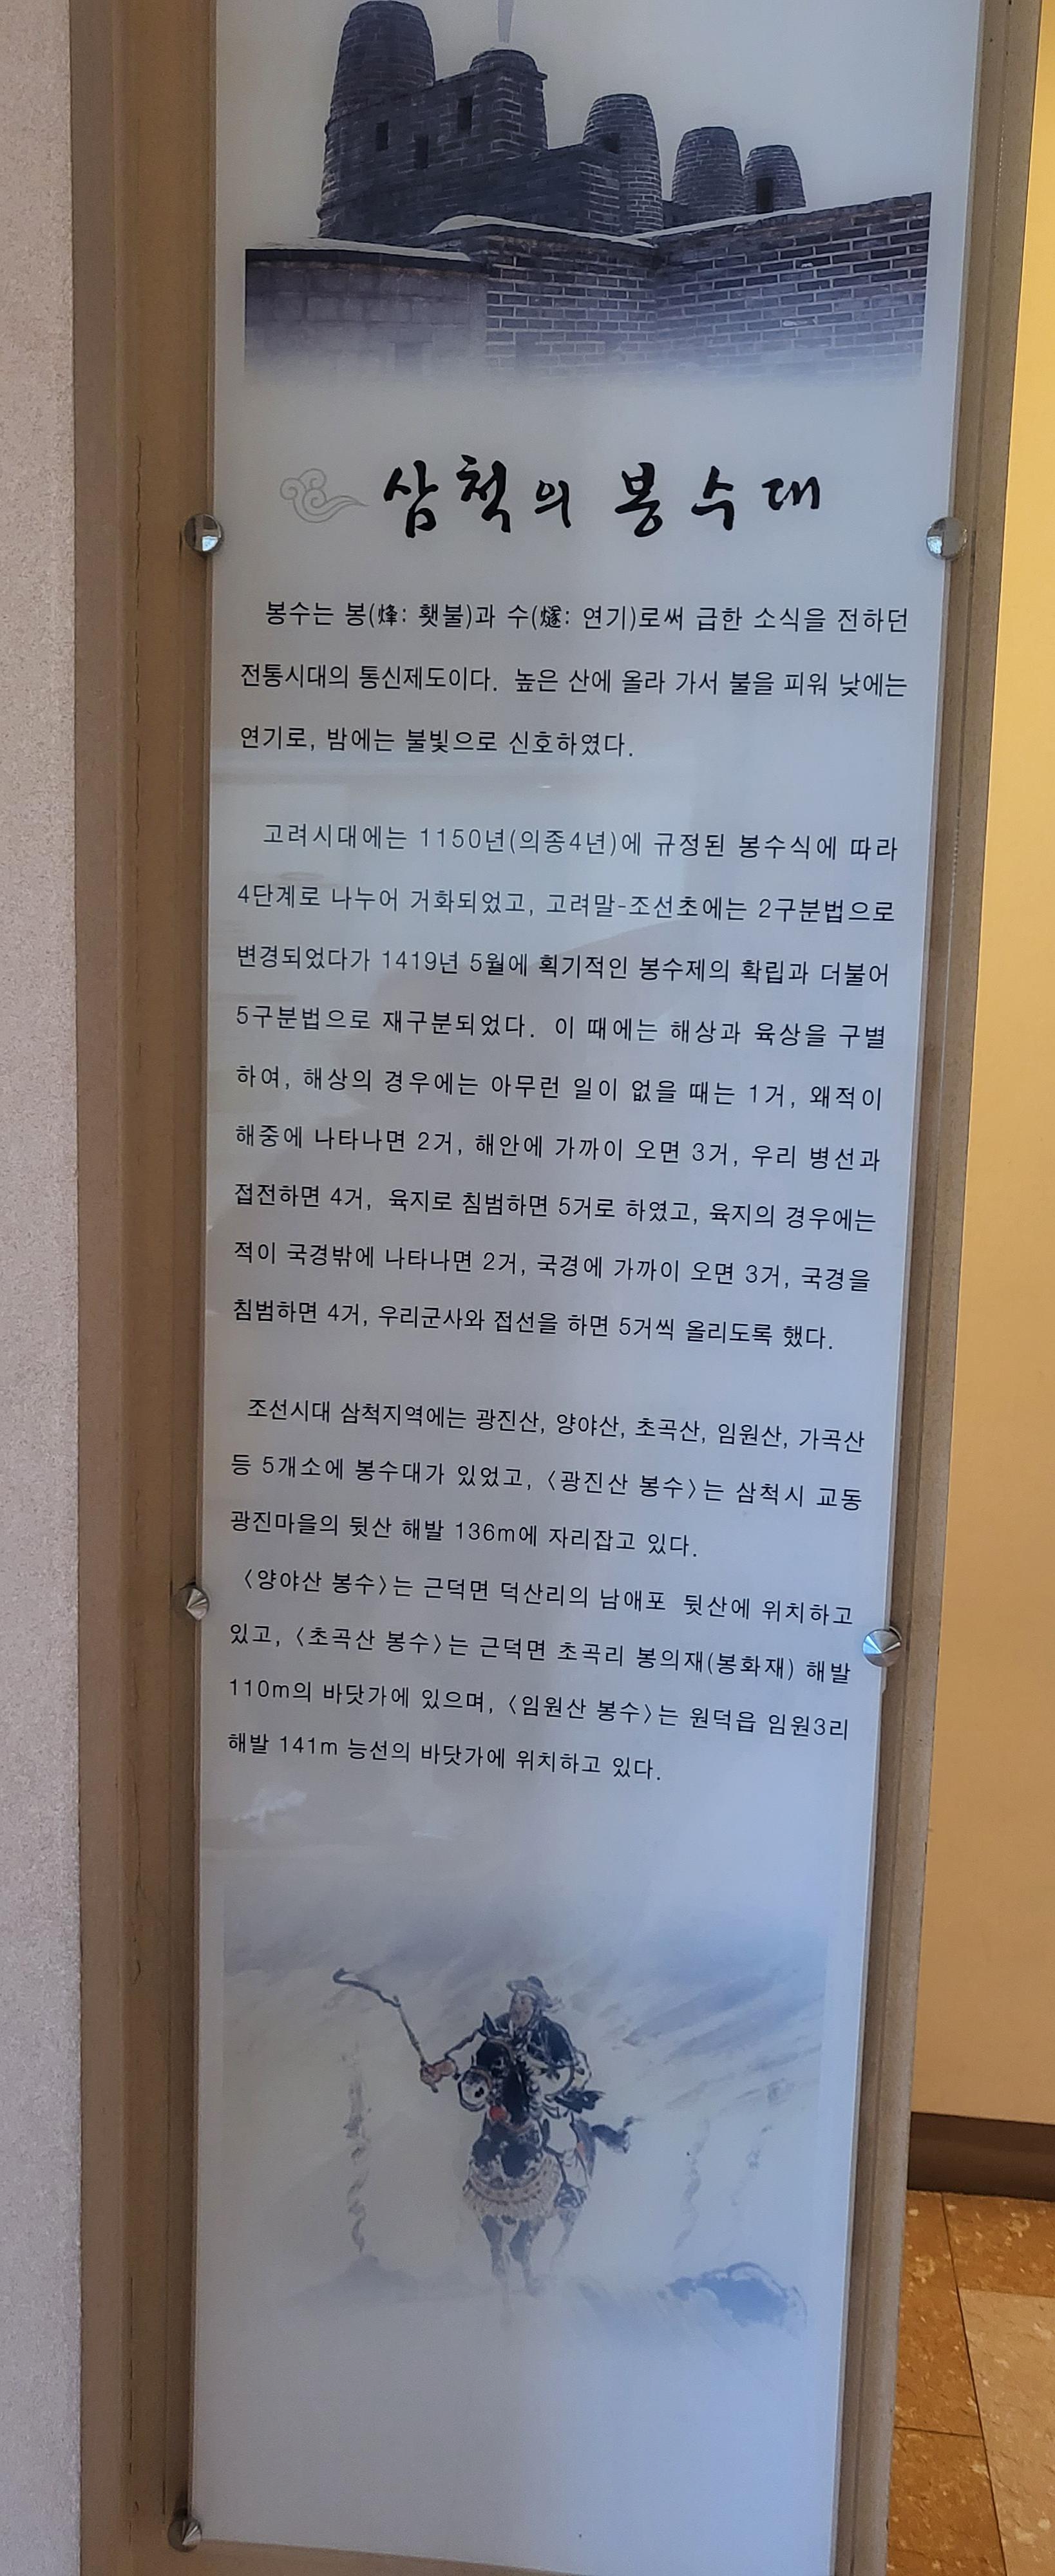 삼척의 봉수대
봉수는 봉(烽: 횃불)과 수(燧: 연기)로써 급한 소식을 전하던
전통시대의 통신제도이다. 높은 산에 올라 가서 불을 피워 낮에는
연기로, 밤에는 불빛으로 신호하였다.
고려시대에는 1150년(의종4년)에 규정된 봉수식에 따라
4단계로 나누어 거화되었고, 고려말-조선초에는 2구분법으로
변경되었다가 1419년 5월에 획기적인 봉수제의 확립과 더불어
5구분법으로 재구분되었다. 이 때에는 해상과 육상을 구별
하여, 해상의 경우에는 아무런 일이 없을 때는 1거, 왜적이
해중에 나타나면 2거, 해안에 가까이 오면 3거, 우리 병선과
접전하면 4거, 육지로 침범하면 5거로 하였고, 육지의 경우에는
적이 국경밖에 나타나면 2거, 국경에 가까이 오면 3거, 국경을
침범하면 4거, 우리군사와 접선을 하면 5거씩 올리도록 했다.
조선시대 삼척지역에는 광진산, 양야산, 초곡산, 임원산, 가곡산
등 5개소에 봉수대가 있었고, 〈광진산 봉수〉는 삼척시 교동
광진마을의 뒷산 해발 136m에 자리잡고 있다.
〈양야산 봉수〉는 근덕면 덕산리의 남애포 뒷산에 위치하고
있고, 〈초곡산 봉수〉는 근덕면 초곡리 봉의재(봉화재) 해발
110m의 바닷가에 있으며, 〈임원산 봉수〉는 원덕읍 임원3리
해발 141m 능선의 바닷가에 위치하고 있다.